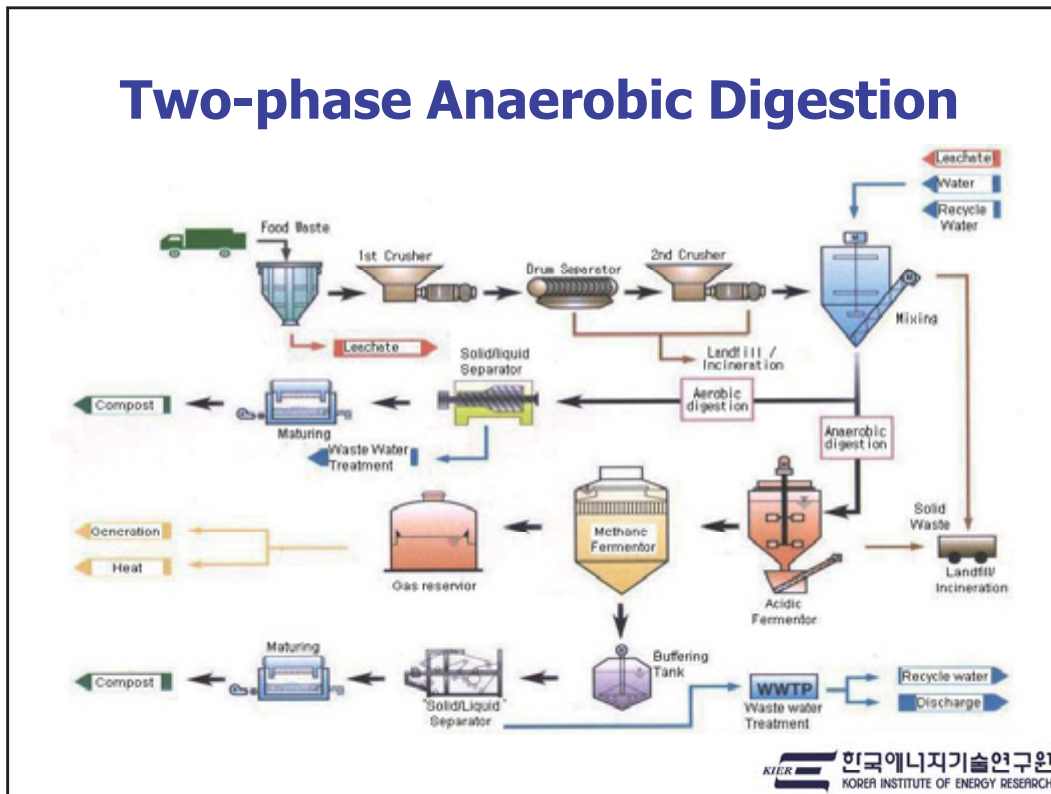 Two-phase Anaerobic Digestion
Leachate
Water
Recycle
Water
Food Waste
1st Crusher
Drum Separator
2nd Crusher
Mixing
Leachate
Landfill /
Incineration
Solid/liquid
Separator
Aerobic
digestion
Compost
Maturing
Waste Water
Treatment
Anaerobic
digestion
Generation
Heat
Gas reservior
Methane
Fermentor
Acidic
Fermentor
Solid
Waste
Landfill/
Incineration
Maturing
Compost
"Solid/Liquid"
Separator
Buffering
Tank
WWTP
Waste water
Treatment
Recycle water
Discharge
KIER
한국에너지기술연구원
KOREA INSTITUTE OF ENERGY RESEARCH